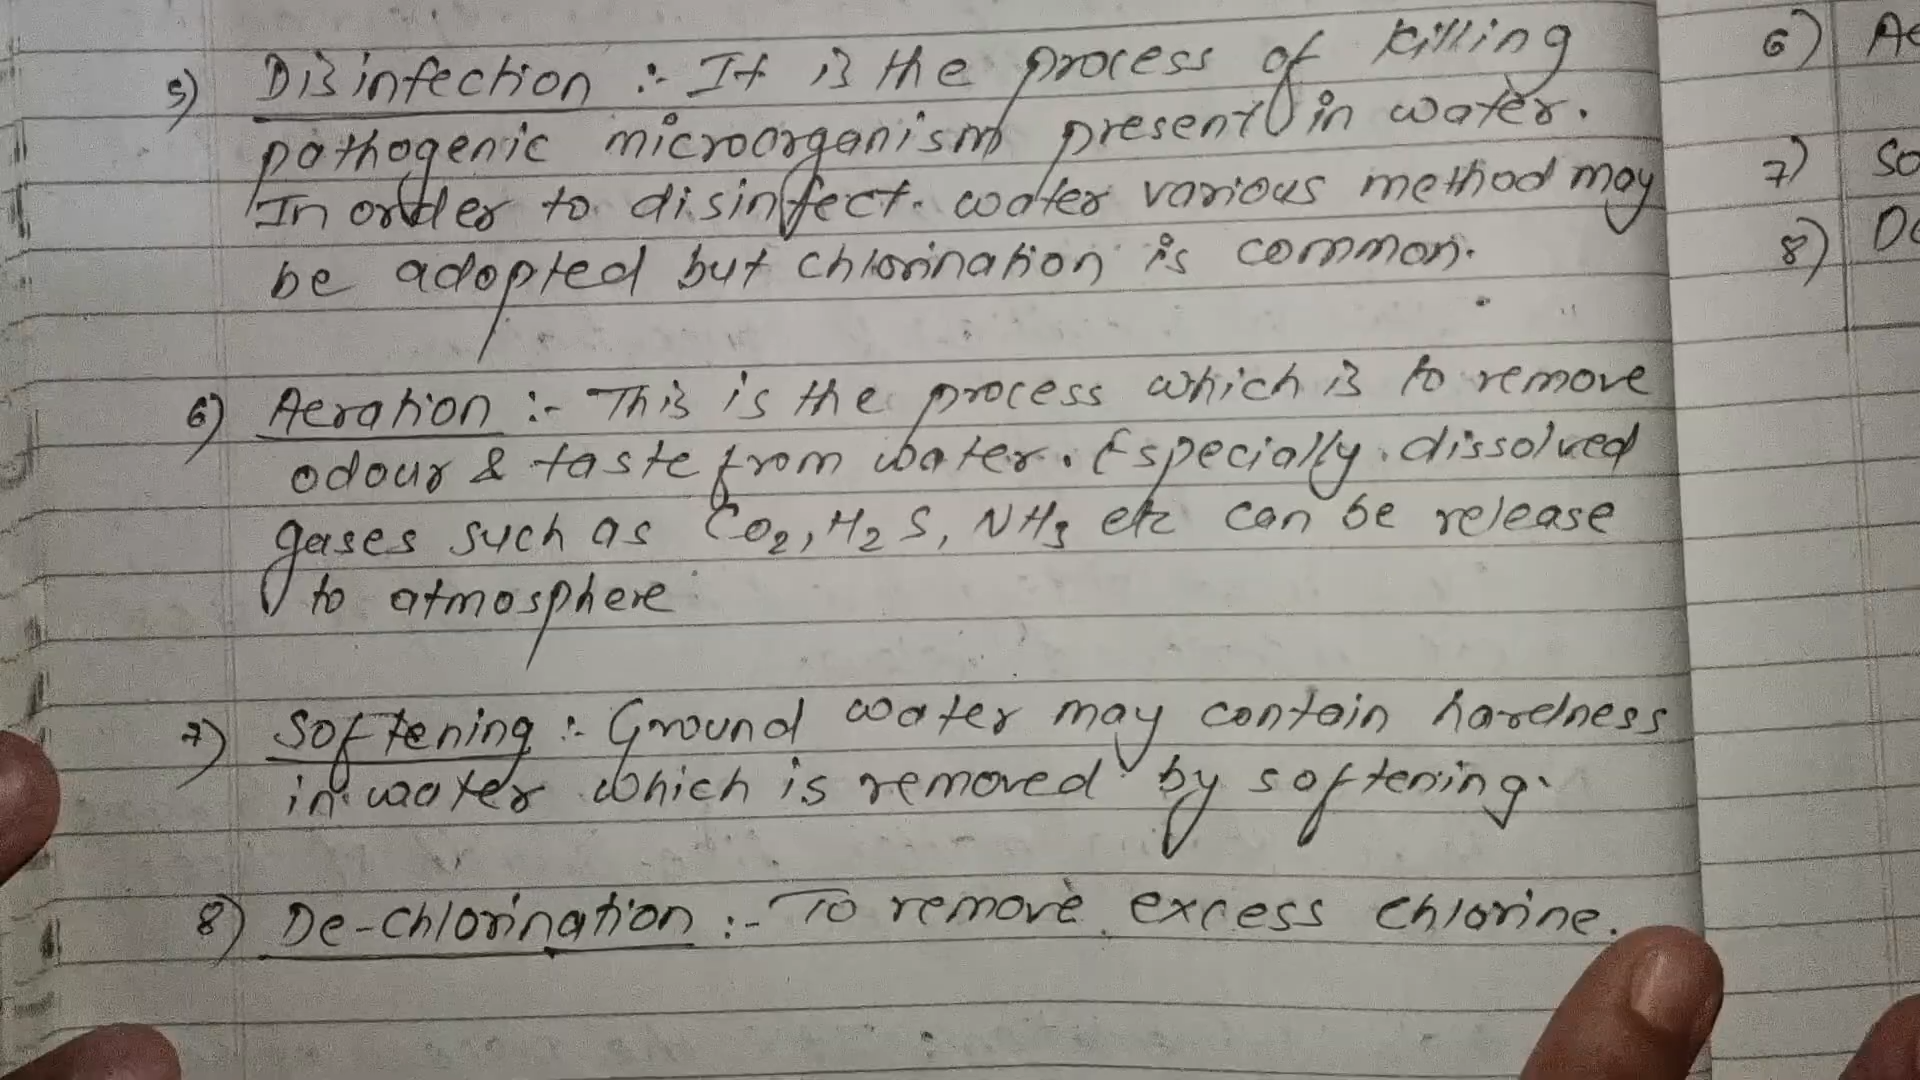 5) Disinfection :- It is the process of killing
pathogenic microorganism present in water.
In order to disinfect. water various method may
be adopted but chlorination is common.
6) Aeration :- This is the process which is to remove
odour & taste from water. Especially dissolved
gases such as CO2, H2S, NH3 etc can be release
to atmosphere
7) Softening :- Ground water may contain hardness
in water which is removed by softening.
8) De-chlorination :- To remove excess chlorine.
6) Ae
7) So
8) De